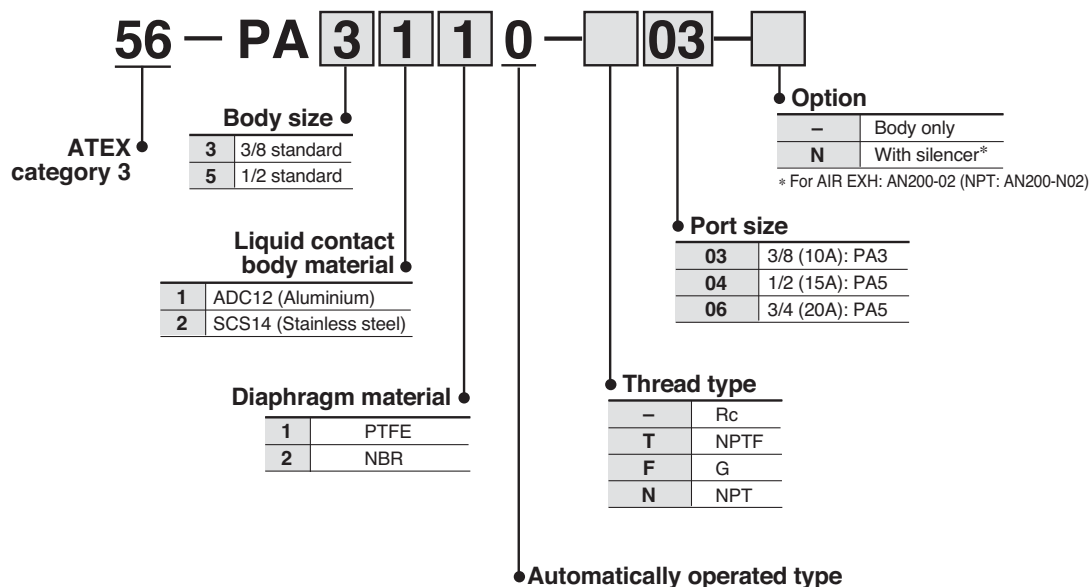 56 — PA 3 1 1 0 — 03 —
ATEX
category 3
Body size
3 3/8 standard
5 1/2 standard
Liquid contact
body material
1 ADC12 (Aluminium)
2 SCS14 (Stainless steel)
Diaphragm material
1 PTFE
2 NBR
Automatically operated type
Thread type
– Rc
T NPTF
F G
N NPT
Port size
03 3/8 (10A): PA3
04 1/2 (15A): PA5
06 3/4 (20A): PA5
Option
– Body only
N With silencer*
* For AIR EXH: AN200-02 (NPT: AN200-N02)